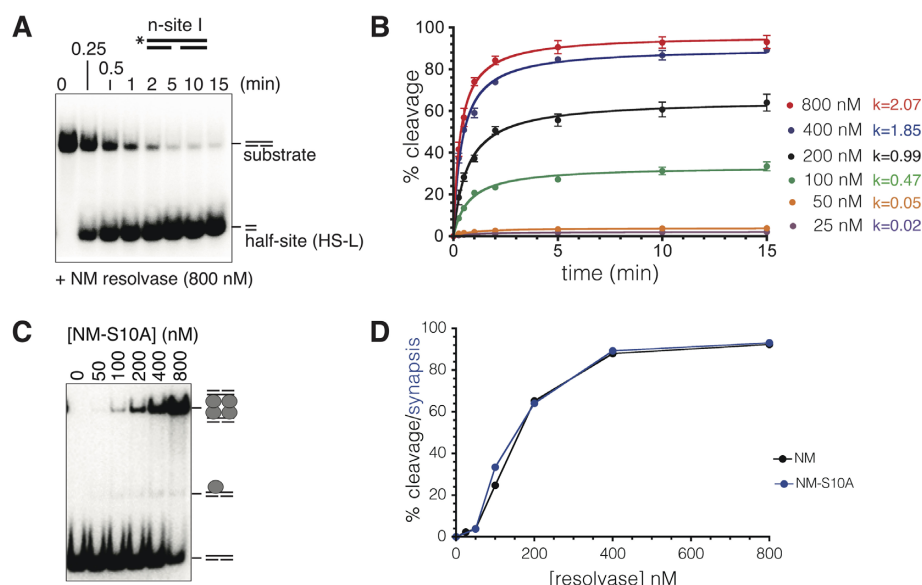 A
n-site I
*
0.25
0.5
0 1 2 5 10 15 (min)
substrate
half-site (HS-L)
+ NM resolvase (800 nM)
B
% cleavage
100
80
60
40
20
0
0 5 10 15
time (min)
800 nM k=2.07
400 nM k=1.85
200 nM k=0.99
100 nM k=0.47
50 nM k=0.05
25 nM k=0.02
C
[NM-S10A] (nM)
0 50 100 200 400 800
D
% cleavage/synapsis
100
80
60
40
20
0
0 200 400 600 800
[resolvase] nM
NM
NM-S10A